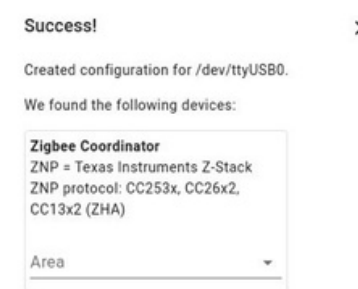 Success!
Created configuration for /dev/ttyUSB0.
We found the following devices:
Zigbee Coordinator
ZNP = Texas Instruments Z-Stack
ZNP protocol: CC253x, CC26x2,
CC13x2 (ZHA)
Area